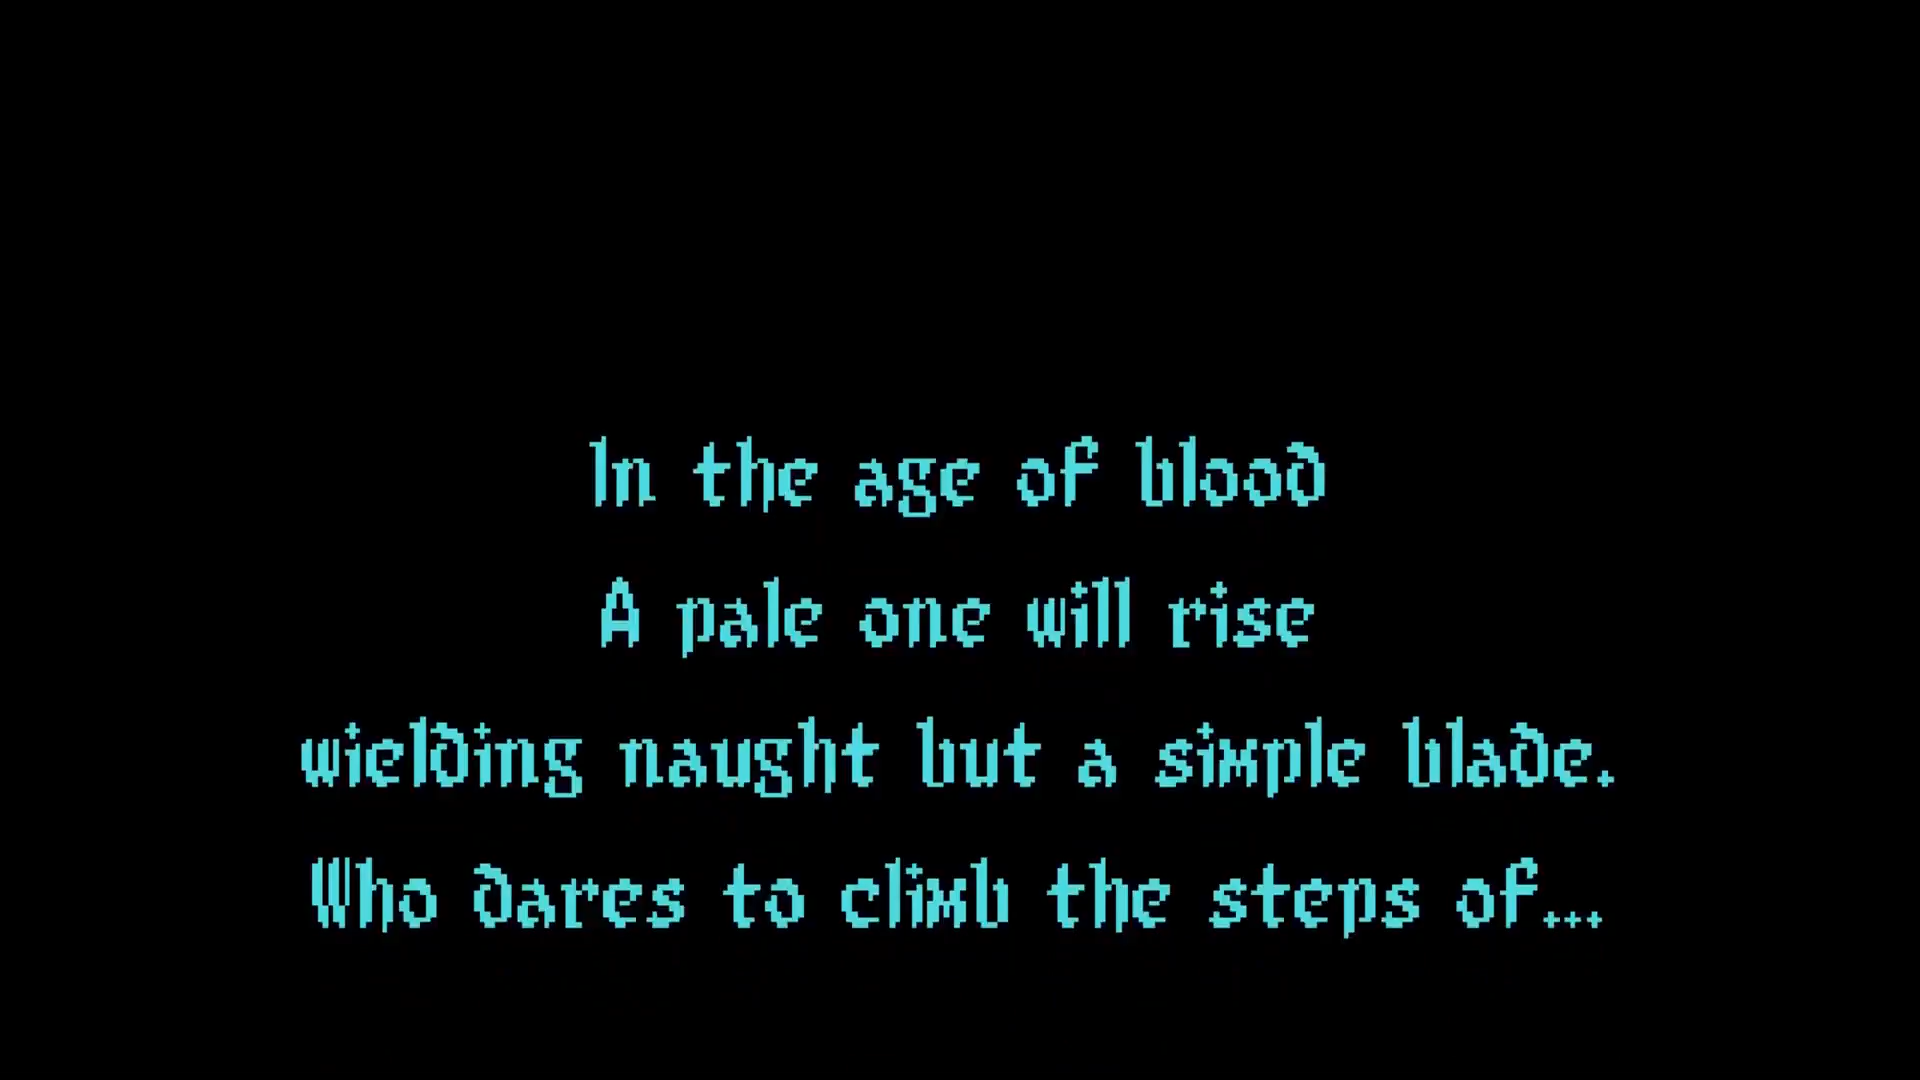 In the age of blood
A pale one will rise
wielding naught but a simple blade.
Who dares to climb the steps of...